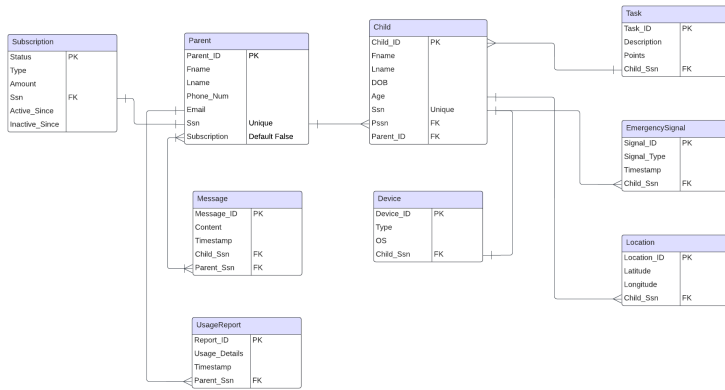 Subscription
Status PK
Type
Amount
Ssn FK
Active_Since
Inactive_Since
Parent
Parent_ID PK
Fname
Lname
Phone_Num
Email
Ssn Unique
Subscription Default False
Child
Child_ID PK
Fname
Lname
DOB
Age
Ssn Unique
Pssn FK
Parent_ID FK
Task
Task_ID PK
Description
Points
Child_Ssn FK
EmergencySignal
Signal_ID PK
Signal_Type
Timestamp
Child_Ssn FK
Message
Message_ID PK
Content
Timestamp
Child_Ssn FK
Parent_Ssn FK
Device
Device_ID PK
Type
OS
Child_Ssn FK
Location
Location_ID PK
Latitude
Longitude
Child_Ssn FK
UsageReport
Report_ID PK
Usage_Details
Timestamp
Parent_Ssn FK